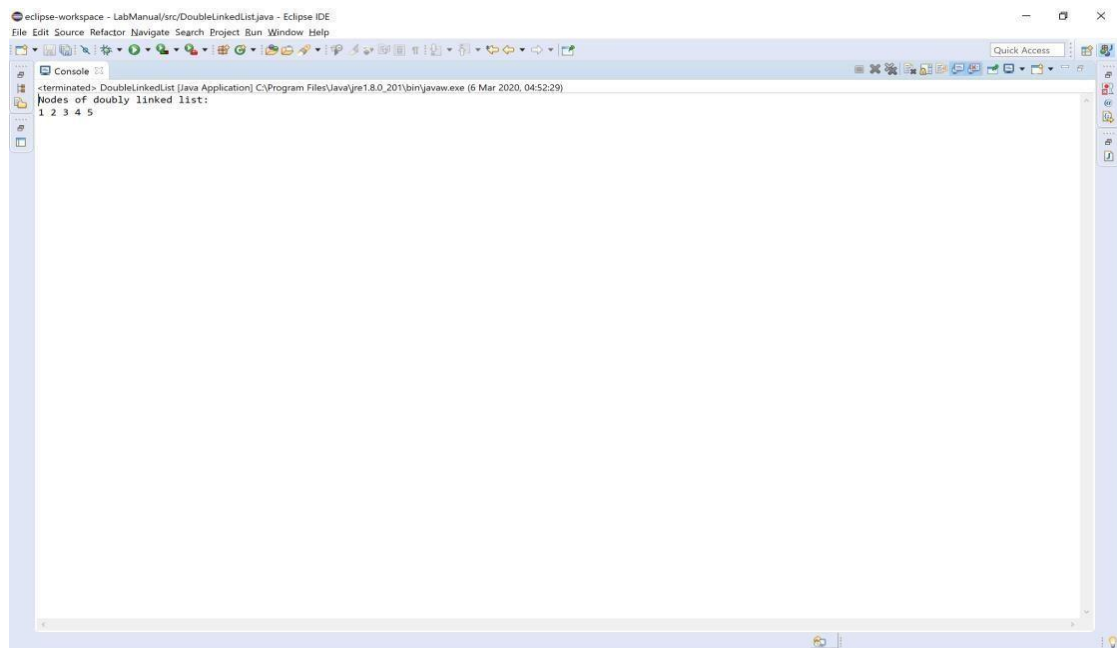 eclipse-workspace - LabManual/src/DoubleLinkedList.java - Eclipse IDE
File Edit Source Refactor Navigate Search Project Run Window Help
Quick Access
Console
<terminated> DoubleLinkedList [Java Application] C:\Program Files\Java\jre1.8.0_201\bin\javaw.exe (6 Mar 2020, 04:52:29)
Nodes of doubly linked list:
1 2 3 4 5